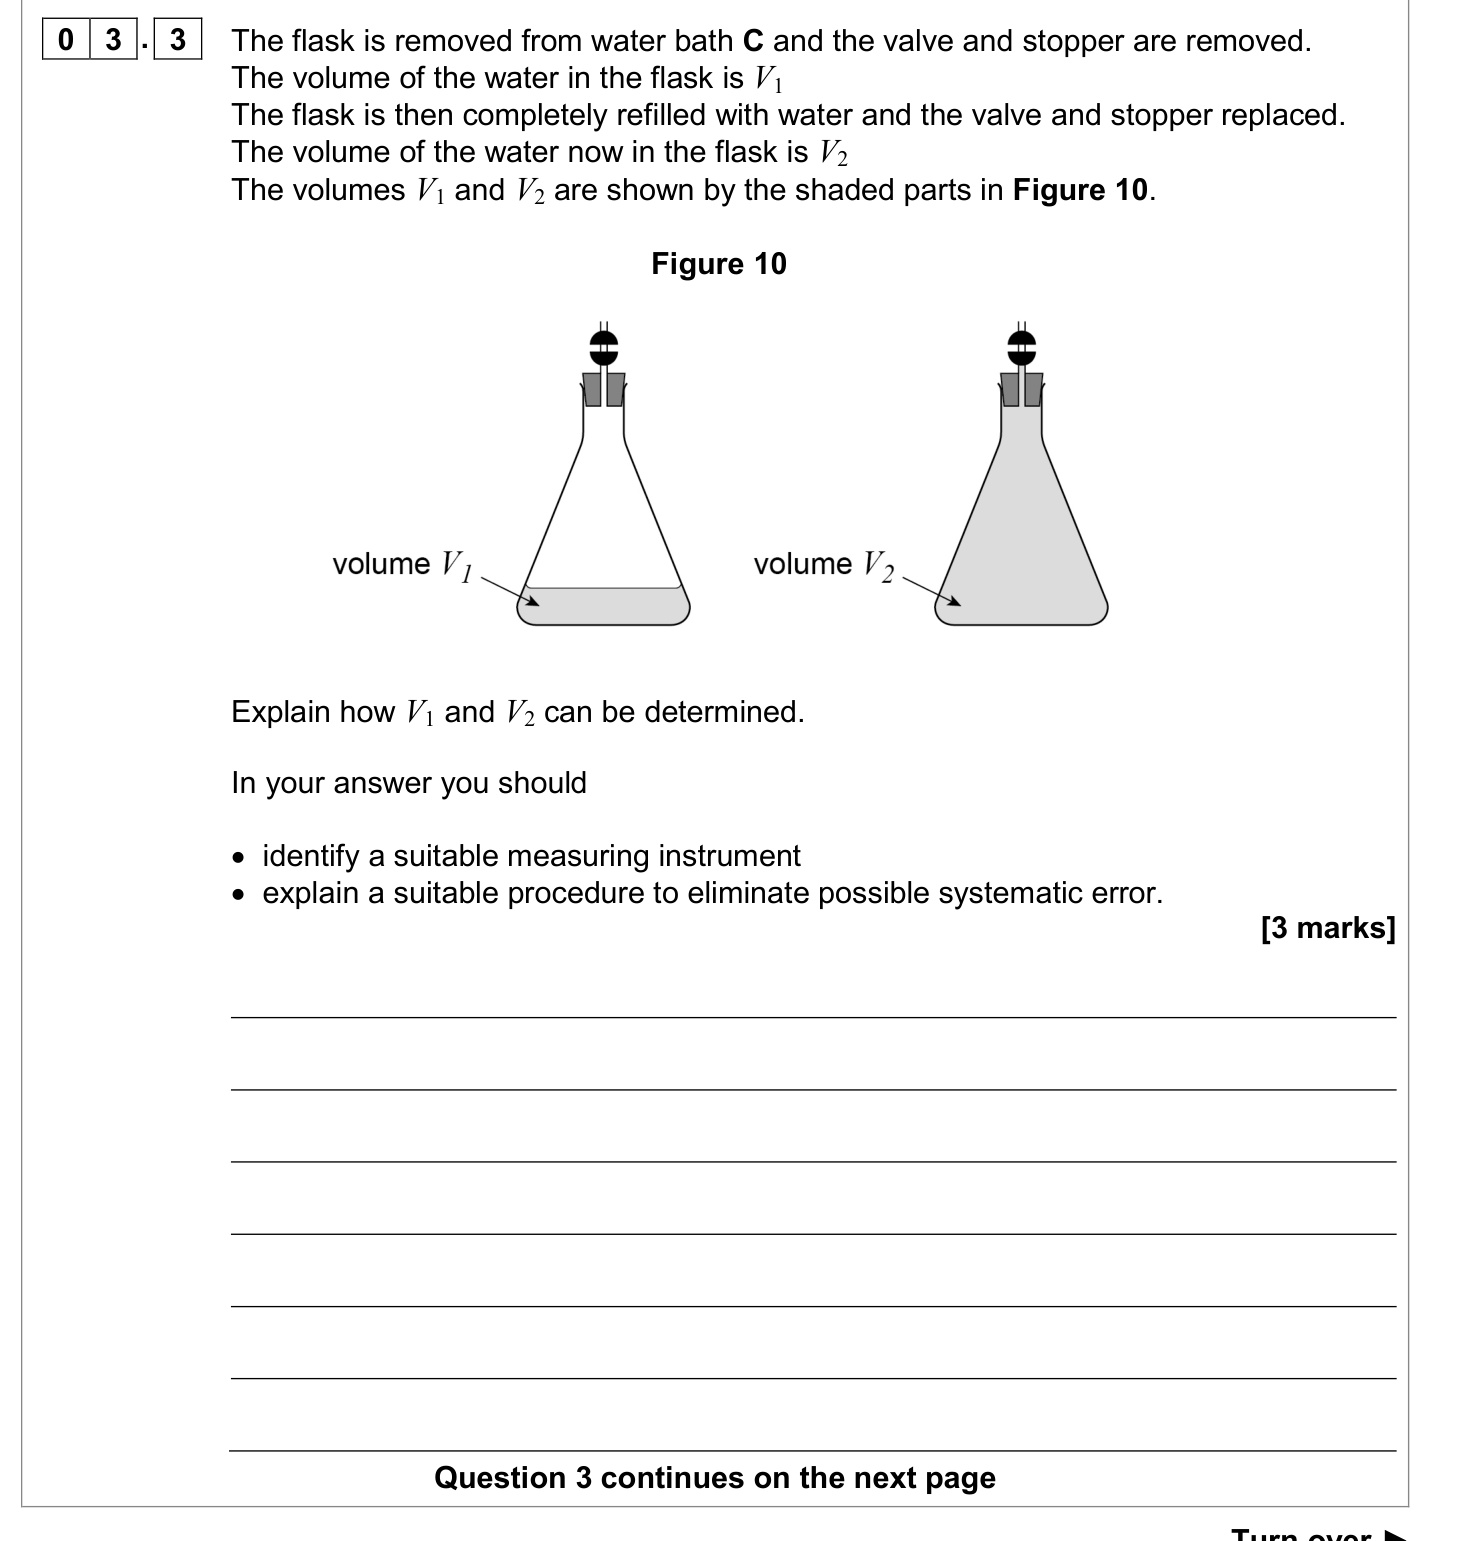 0 3 . 3 The flask is removed from water bath C and the valve and stopper are removed.
The volume of the water in the flask is V1
The flask is then completely refilled with water and the valve and stopper replaced.
The volume of the water now in the flask is V2
The volumes V1 and V2 are shown by the shaded parts in Figure 10.
Figure 10
volume V1 volume V2
Explain how V1 and V2 can be determined.
In your answer you should
• identify a suitable measuring instrument
• explain a suitable procedure to eliminate possible systematic error.
[3 marks]
Question 3 continues on the next page
Turn over ►